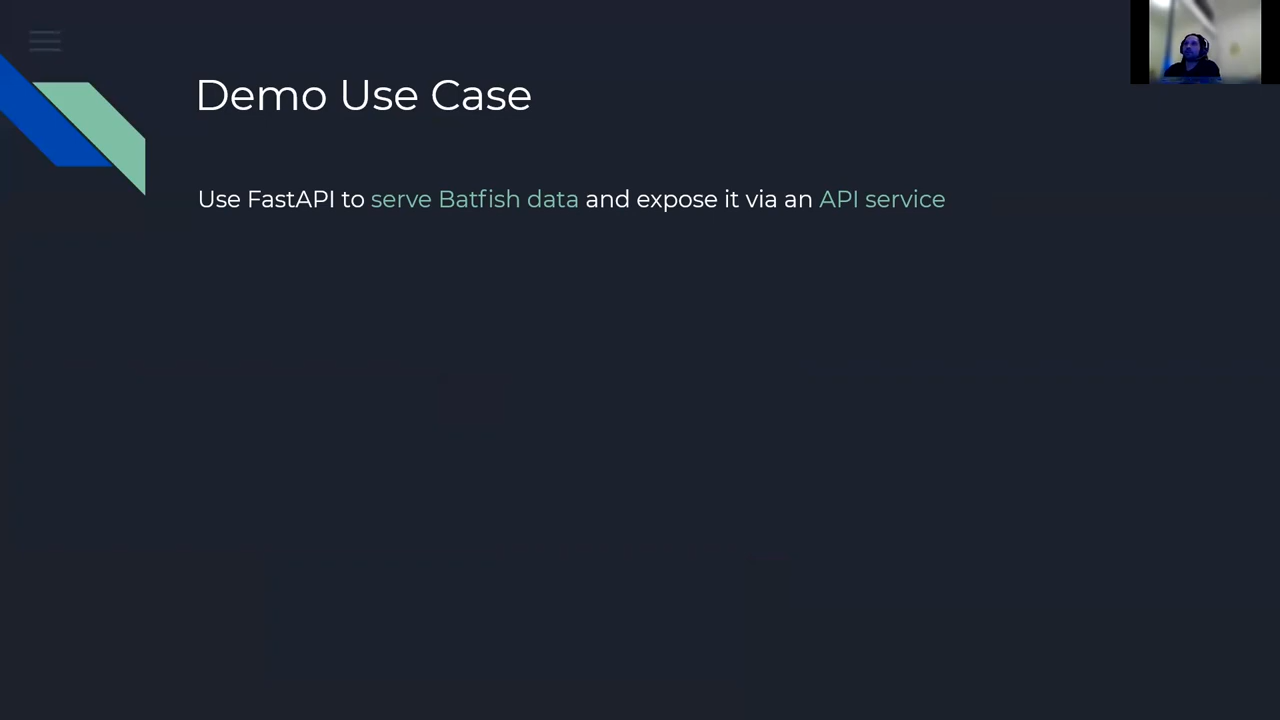 Demo Use Case
Use FastAPI to serve Batfish data and expose it via an API service